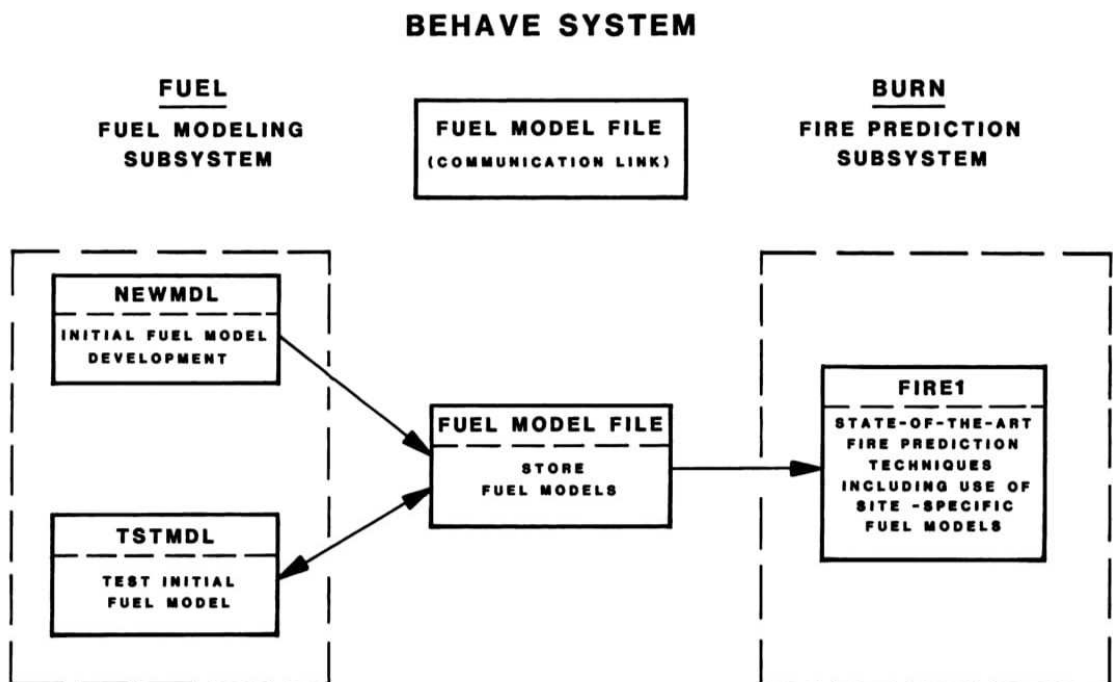 BEHAVE SYSTEM
FUEL
FUEL MODELING
SUBSYSTEM
FUEL MODEL FILE
(COMMUNICATION LINK)
BURN
FIRE PREDICTION
SUBSYSTEM
NEWMDL
INITIAL FUEL MODEL
DEVELOPMENT
TSTMDL
TEST INITIAL
FUEL MODEL
FUEL MODEL FILE
STORE
FUEL MODELS
FIRE1
STATE-OF-THE-ART
FIRE PREDICTION
TECHNIQUES
INCLUDING USE OF
SITE -SPECIFIC
FUEL MODELS